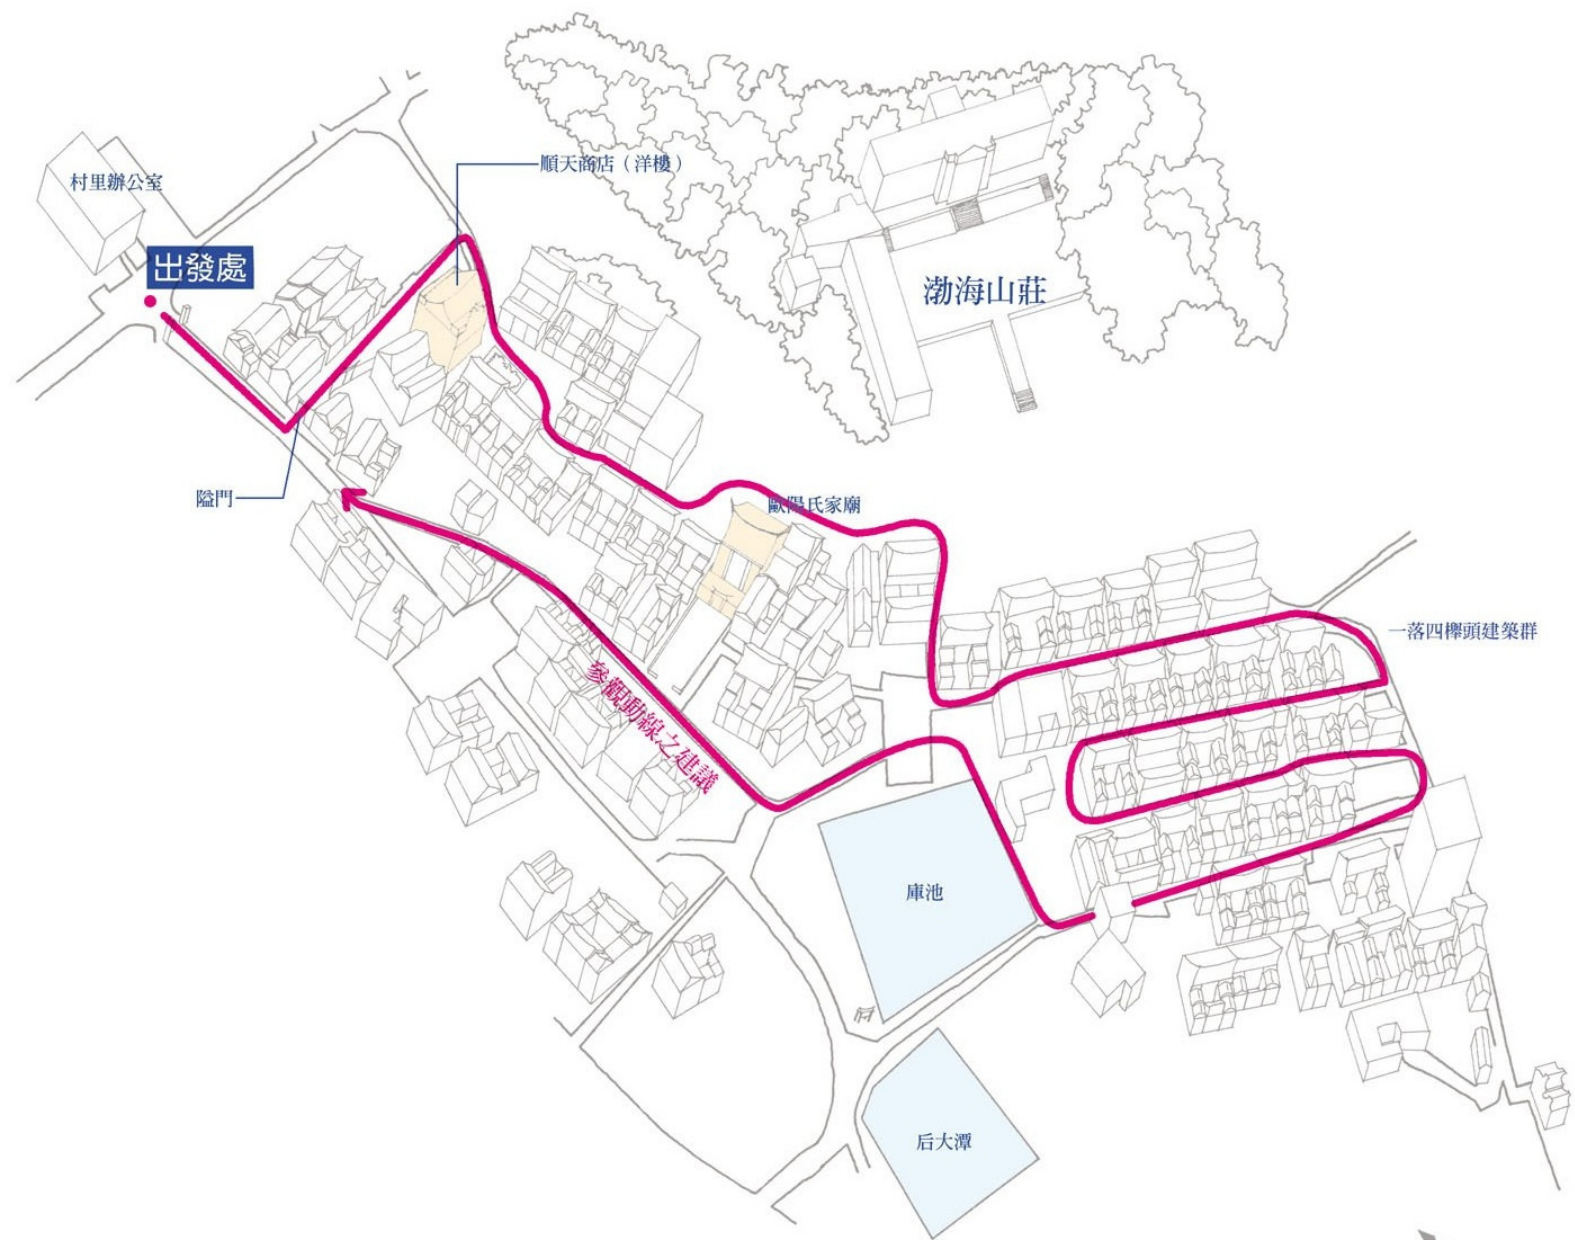 順天商店（洋樓）
村里辦公室
出發處
渤海山莊
隘門
歐陽氏家廟
一落四櫸頭建築群
參觀動線之建議
庫池
后大潭